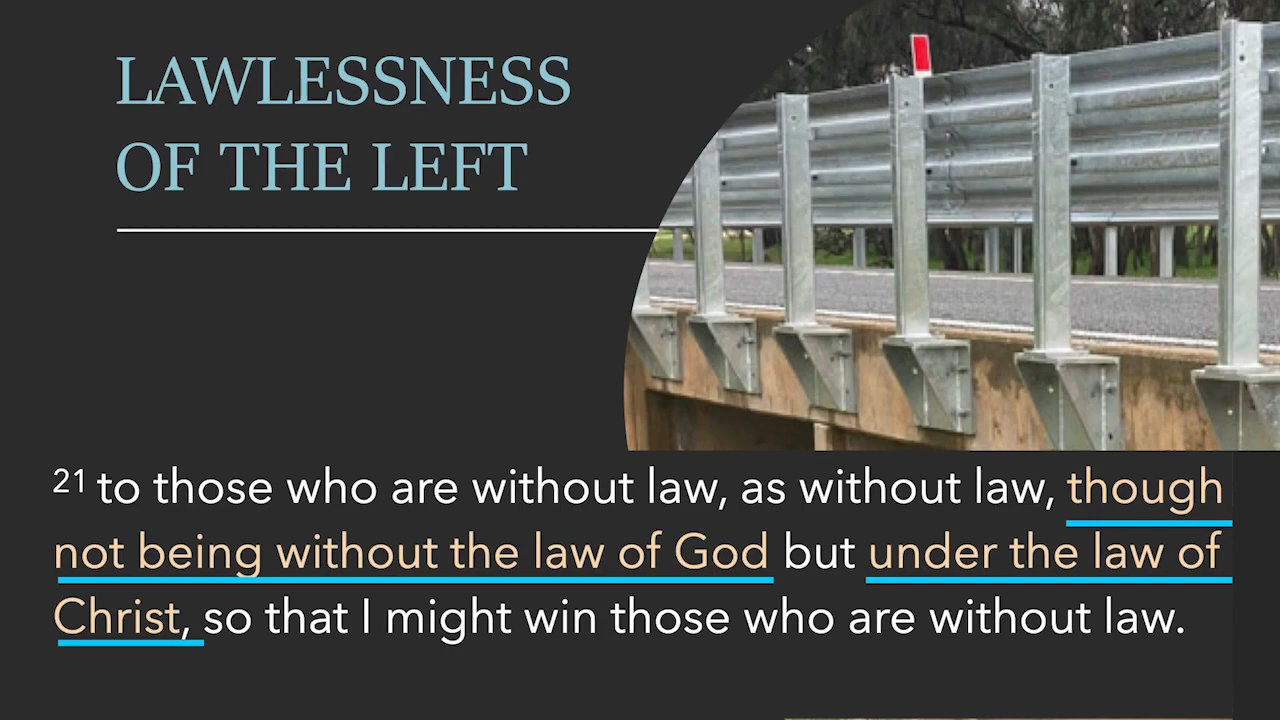 LAWLESSNESS
OF THE LEFT
21 to those who are without law, as without law, though
not being without the law of God but under the law of
Christ, so that I might win those who are without law.